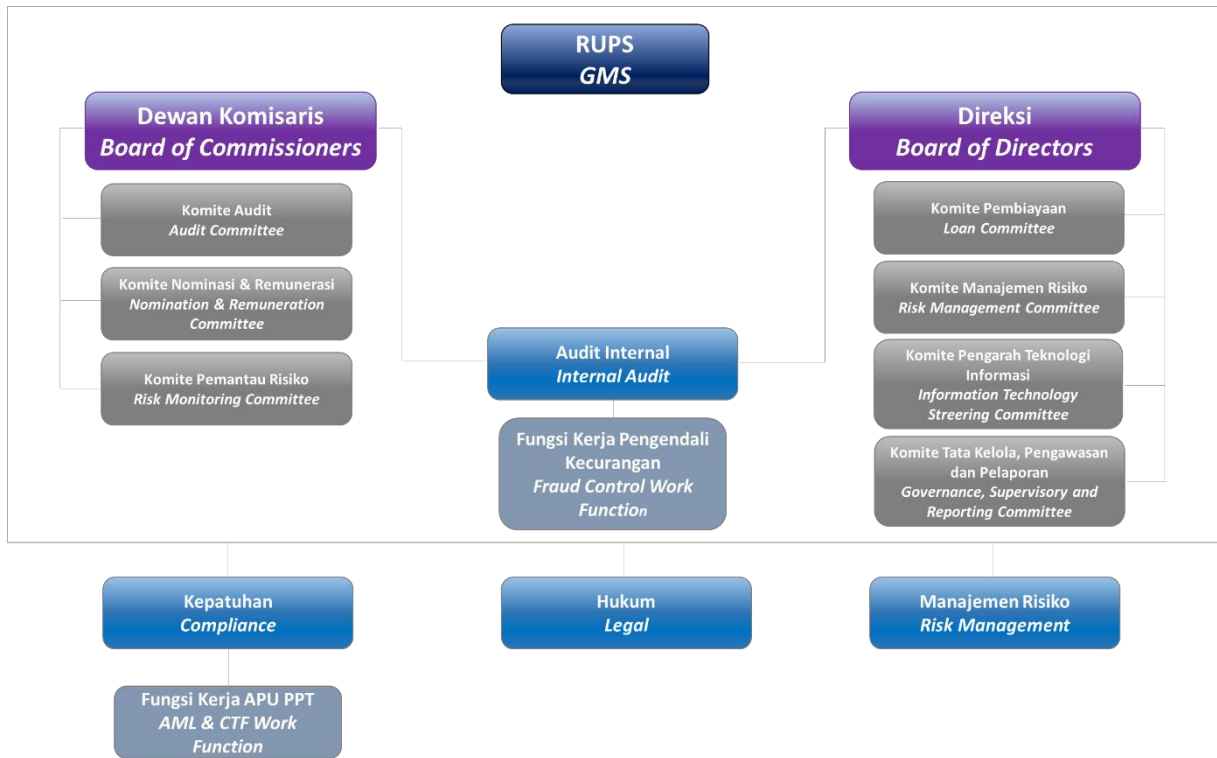 RUPS
GMS
Dewan Komisaris
Board of Commissioners
Komite Audit
Audit Committee
Komite Nominasi & Remunerasi
Nomination & Remuneration
Committee
Komite Pemantau Risiko
Risk Monitoring Committee
Audit Internal
Internal Audit
Fungsi Kerja Pengendali
Kecurangan
Fraud Control Work
Function
Direksi
Board of Directors
Komite Pembiayaan
Loan Committee
Komite Manajemen Risiko
Risk Management Committee
Komite Pengarah Teknologi
Informasi
Information Technology
Streering Committee
Komite Tata Kelola, Pengawasan
dan Pelaporan
Governance, Supervisory and
Reporting Committee
Kepatuhan
Compliance
Fungsi Kerja APU PPT
AML & CTF Work
Function
Hukum
Legal
Manajemen Risiko
Risk Management